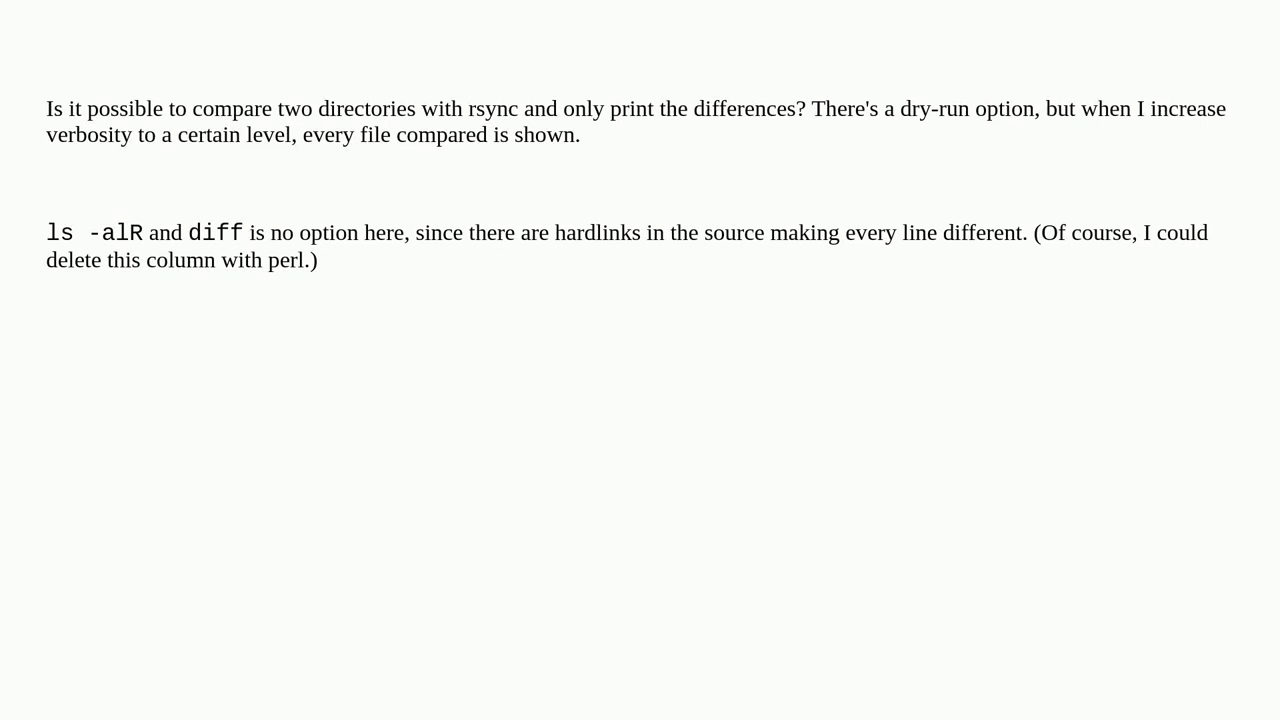 Is it possible to compare two directories with rsync and only print the differences? There's a dry-run option, but when I increase
verbosity to a certain level, every file compared is shown.
ls -alR and diff is no option here, since there are hardlinks in the source making every line different. (Of course, I could
delete this column with perl.)